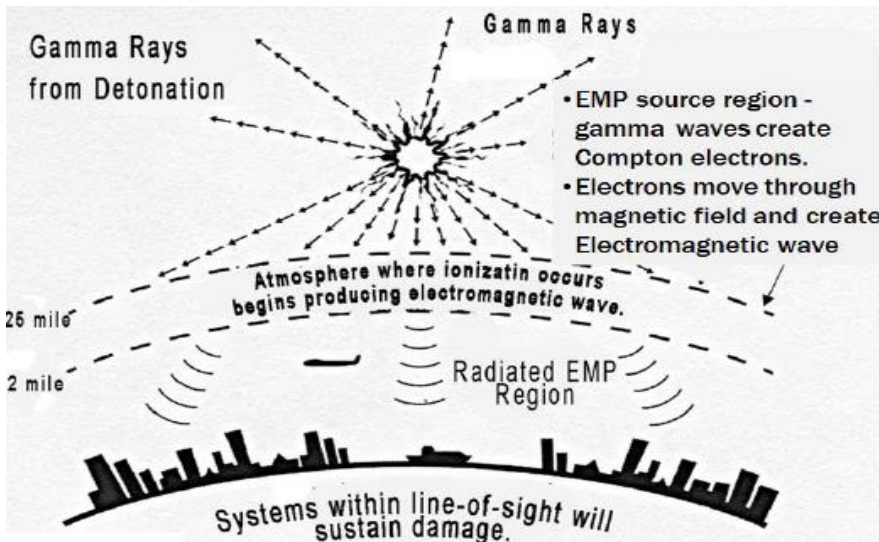 Gamma Rays
from Detonation
Gamma Rays
• EMP source region -
gamma waves create
Compton electrons.
• Electrons move through
magnetic field and create
Electromagnetic wave
Atmosphere where ionizatin occurs
begins producing electromagnetic wave.
25 mile
2 mile
Radiated EMP
Region
Systems within line-of-sight will
sustain damage.